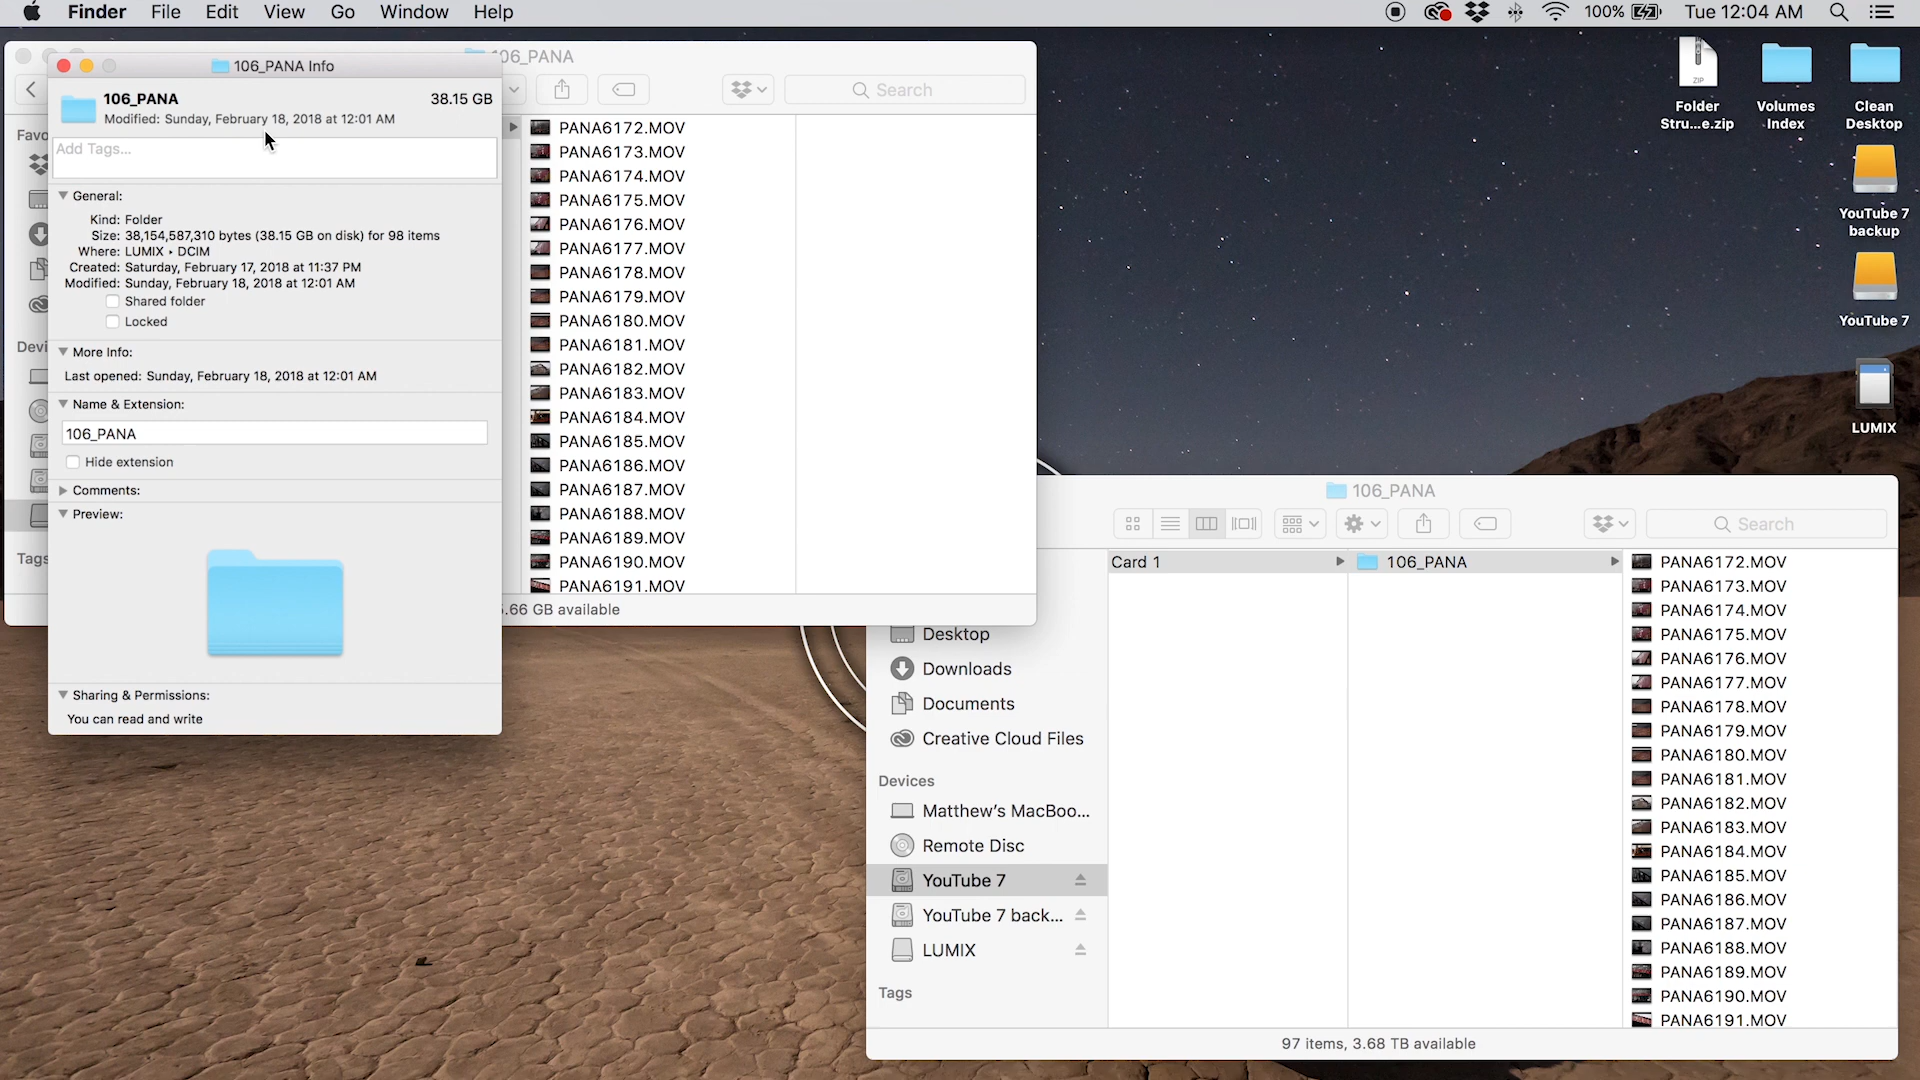 Finder File Edit View Go Window Help
100% Tue 12:04 AM
06_PANA
Search
PANA6172.MOV
PANA6173.MOV
PANA6174.MOV
PANA6175.MOV
PANA6176.MOV
PANA6177.MOV
PANA6178.MOV
PANA6179.MOV
PANA6180.MOV
PANA6181.MOV
PANA6182.MOV
PANA6183.MOV
PANA6184.MOV
PANA6185.MOV
PANA6186.MOV
PANA6187.MOV
PANA6188.MOV
PANA6189.MOV
PANA6190.MOV
PANA6191.MOV
.66 GB available
Favo
Devi
Tags
106_PANA Info
106_PANA 38.15 GB
Modified: Sunday, February 18, 2018 at 12:01 AM
Add Tags...
General:
Kind: Folder
Size: 38,154,587,310 bytes (38.15 GB on disk) for 98 items
Where: LUMIX ▸ DCIM
Created: Saturday, February 17, 2018 at 11:37 PM
Modified: Sunday, February 18, 2018 at 12:01 AM
Shared folder
Locked
More Info:
Last opened: Sunday, February 18, 2018 at 12:01 AM
Name & Extension:
106_PANA
Hide extension
Comments:
Preview:
Sharing & Permissions:
You can read and write
ZIP
Folder
Stru...e.zip
Volumes
Index
Clean
Desktop
YouTube 7
backup
YouTube 7
LUMIX
106_PANA
Search
Desktop
Downloads
Documents
Creative Cloud Files
Devices
Matthew's MacBoo...
Remote Disc
YouTube 7
YouTube 7 back...
LUMIX
Tags
Card 1
106_PANA
PANA6172.MOV
PANA6173.MOV
PANA6174.MOV
PANA6175.MOV
PANA6176.MOV
PANA6177.MOV
PANA6178.MOV
PANA6179.MOV
PANA6180.MOV
PANA6181.MOV
PANA6182.MOV
PANA6183.MOV
PANA6184.MOV
PANA6185.MOV
PANA6186.MOV
PANA6187.MOV
PANA6188.MOV
PANA6189.MOV
PANA6190.MOV
PANA6191.MOV
97 items, 3.68 TB available